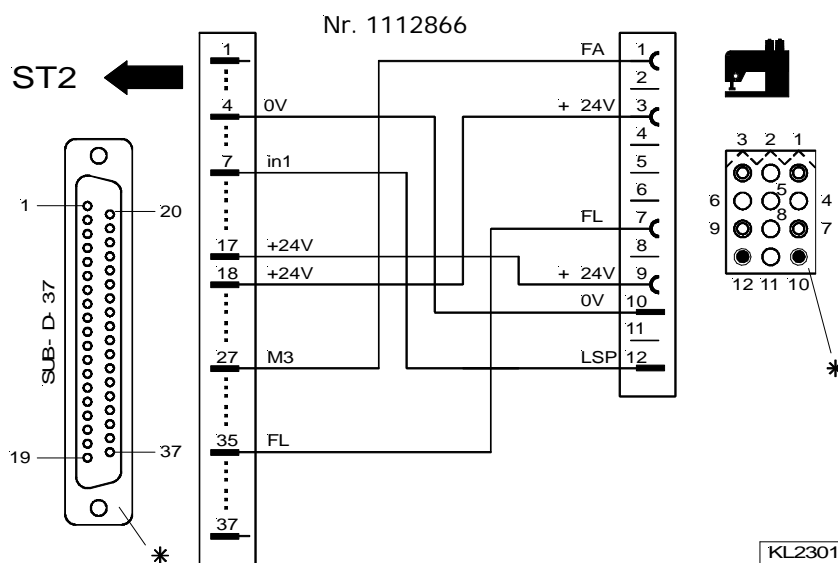 Nr. 1112866
ST2
1
4 0V
7 in1
17 +24V
18 +24V
27 M3
35 FL
37
FA 1
2
+ 24V 3
4
5
6
FL 7
8
+ 24V 9
0V 10
11
LSP 12
1 20
SUB- D- 37
19 37
*
3 2 1
5
6 4
8
9 7
12 11 10
*
KL2301